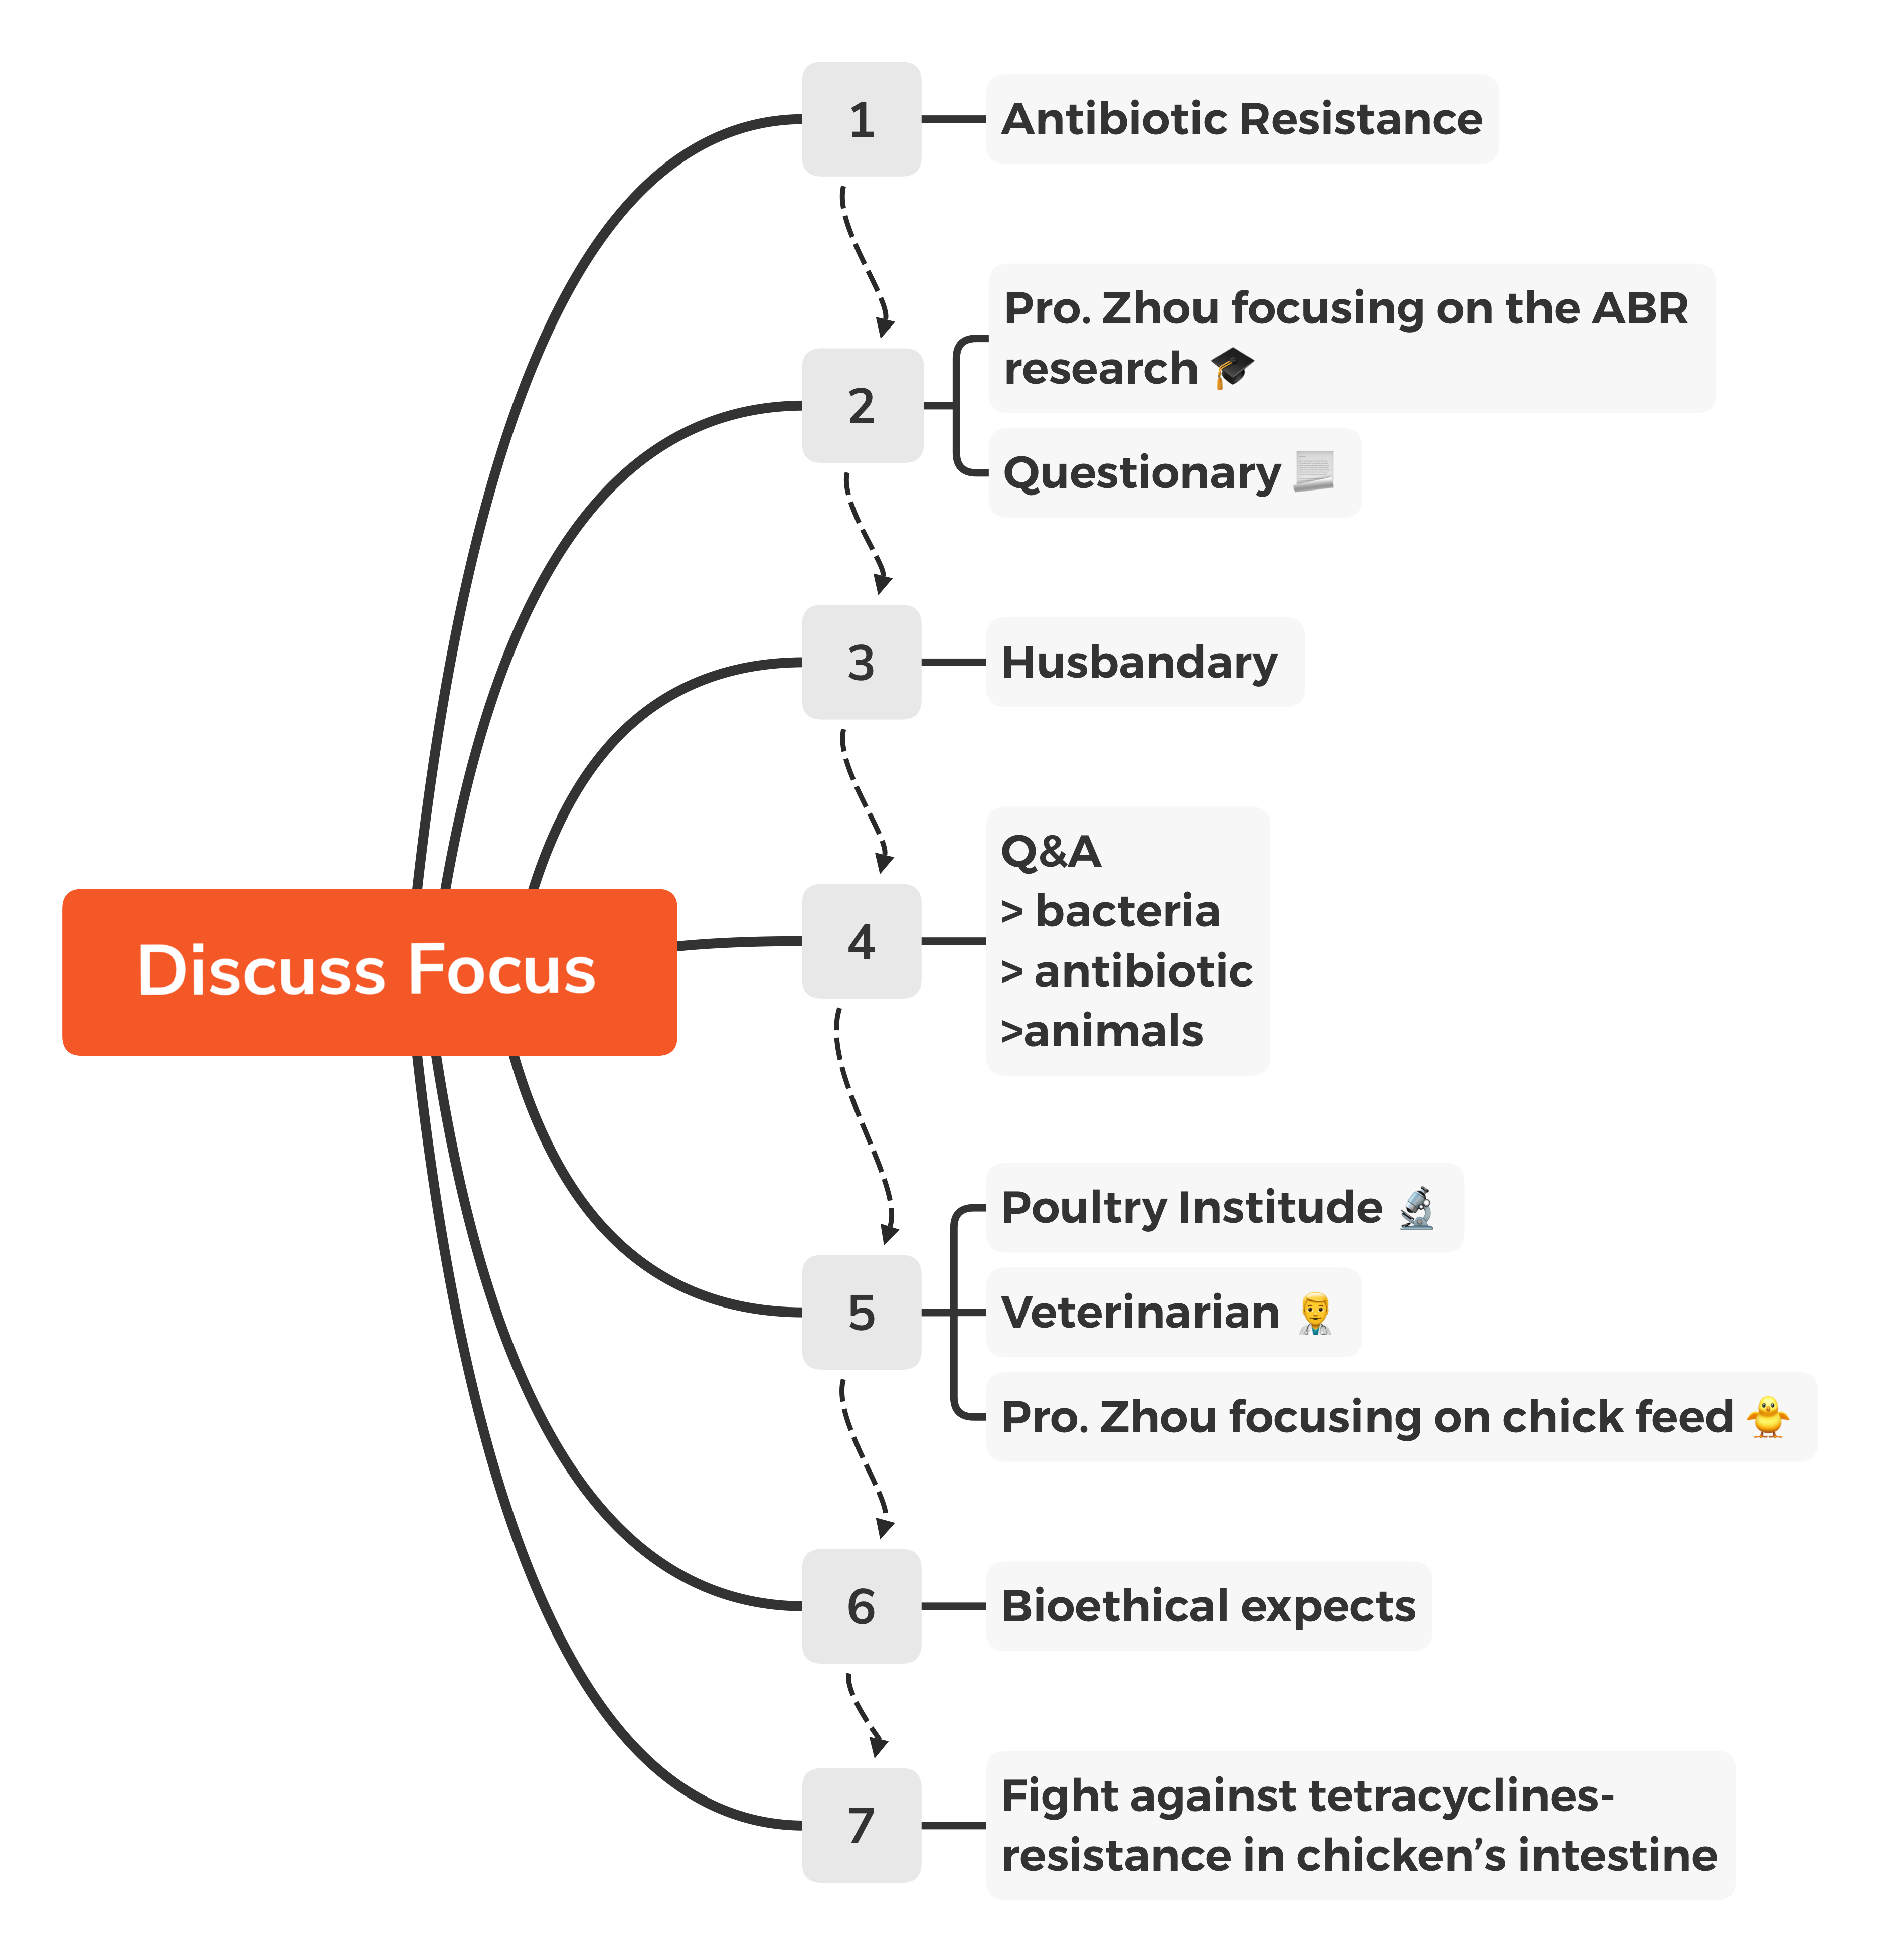 Discuss Focus
1
Antibiotic Resistance
2
Pro. Zhou focusing on the ABR
research
Questionary
3
Husbandary
4
Q&A
> bacteria
> antibiotic
>animals
5
Poultry Institude
Veterinarian
Pro. Zhou focusing on chick feed
6
Bioethical expects
7
Fight against tetracyclines-
resistance in chicken’s intestine